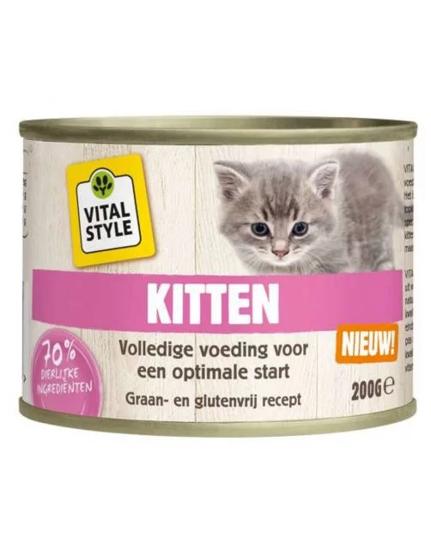 VITAL
STYLE
KITTEN
70%
DIERLIJKE
INGREDIËNTEN
Volledige voeding voor
een optimale start
NIEUW!
Graan- en glutenvrij recept
200G e